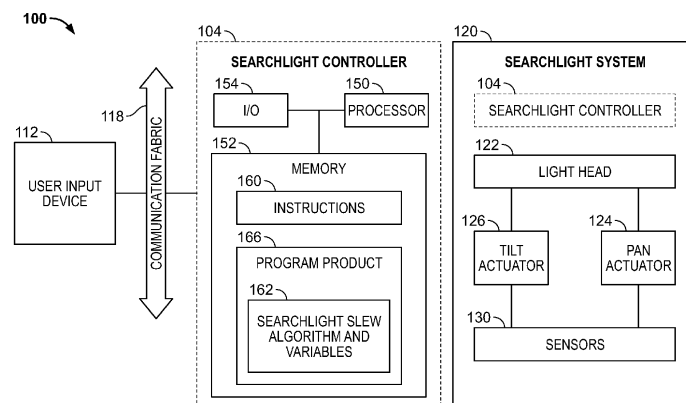 100
104
SEARCHLIGHT CONTROLLER
154
I/O
150
PROCESSOR
118
COMMUNICATION FABRIC
112
USER INPUT
DEVICE
152
MEMORY
160
INSTRUCTIONS
166
PROGRAM PRODUCT
162
SEARCHLIGHT SLEW
ALGORITHM AND
VARIABLES
120
SEARCHLIGHT SYSTEM
104
SEARCHLIGHT CONTROLLER
122
LIGHT HEAD
126
TILT
ACTUATOR
124
PAN
ACTUATOR
130
SENSORS